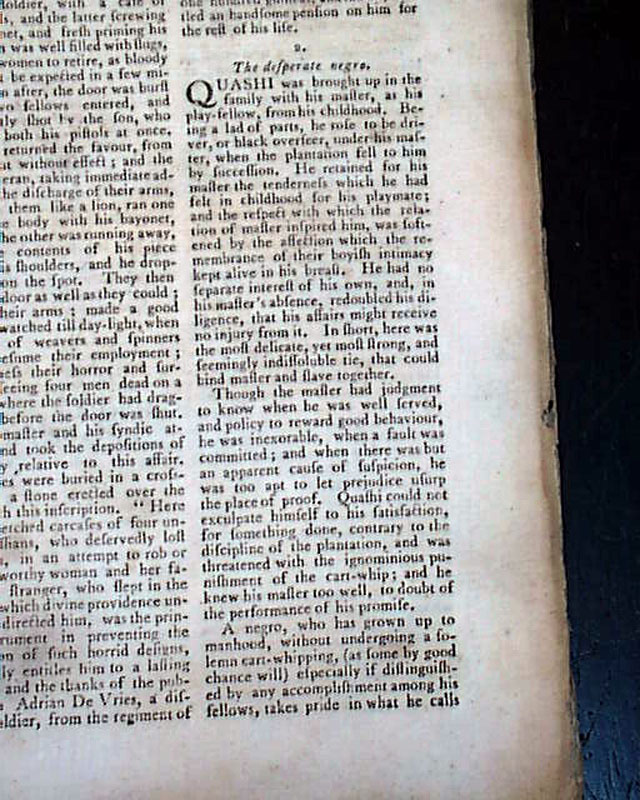 soldier, with a case of
s, and the latter screwing
net, and fresh priming his
n was well filled with slugs,
women to retire, as bloody
t be expected in a few mi-
n after, the door was burst
wo fellows entered, and
tly shot by the son, who
both his pistols at once.
returned the favour, from
ut without effect; and the
eran, taking immediate ad-
he discharge of their arms,
them like a lion, ran one
e body with his bayonet,
he other was running away,
e contents of his piece
is shoulders, and he drop-
on the spot. They then
door as well as they could;
heir arms; made a good
watched till day-light, when
of weavers and spinners
esume their employment;
ness their horror and sur-
seeing four men dead on a
where the soldier had drag-
before the door was shut.
master and his syndic at-
nd took the depositions of
y relative to this affair.
es were buried in a cross-
a stone erected over the
h this inscription. “ Here
etched carcases of four un-
ffians, who deservedly lost
s, in an attempt to rob or
worthy woman and her fa-
stranger, who slept in the
which divine providence un-
directed him, was the prin-
rument in preventing the
on of such horrid designs,
ly entitles him to a lasting
and the thanks of the pub-
Adrian De Vries, a dis-
oldier, from the regiment of
tled an handsome pension on him for
the rest of his life.
2.
The desperate negro.
QUASHI was brought up in the
family with his master, as his
play-fellow, from his childhood. Be-
ing a lad of parts, he rose to be dri-
ver, or black overseer, under his mas-
ter, when the plantation fell to him
by succession. He retained for his
master the tenderness which he had
felt in childhood for his playmate;
and the respect with which the rela-
tion of master inspired him, was soft-
ened by the affection which the re-
membrance of their boyish intimacy
kept alive in his breast. He had no
separate interest of his own, and, in
his master's absence, redoubled his di-
ligence, that his affairs might receive
no injury from it. In short, here was
the most delicate, yet most strong, and
seemingly indissoluble tie, that could
bind master and slave together.
Though the master had judgment
to know when he was well served,
and policy to reward good behaviour,
he was inexorable, when a fault was
committed; and when there was but
an apparent cause of suspicion, he
was too apt to let prejudice usurp
the place of proof. Quashi could not
exculpate himself to his satisfaction,
for something done, contrary to the
discipline of the plantation, and was
threatened with the ignominious pu-
nishment of the cart-whip; and he
knew his master too well, to doubt of
the performance of his promise.
A negro, who has grown up to
manhood, without undergoing a so-
lemn cart-whipping, (as some by good
chance will) especially if distinguish-
ed by any accomplishment among his
fellows, takes pride in what he calls